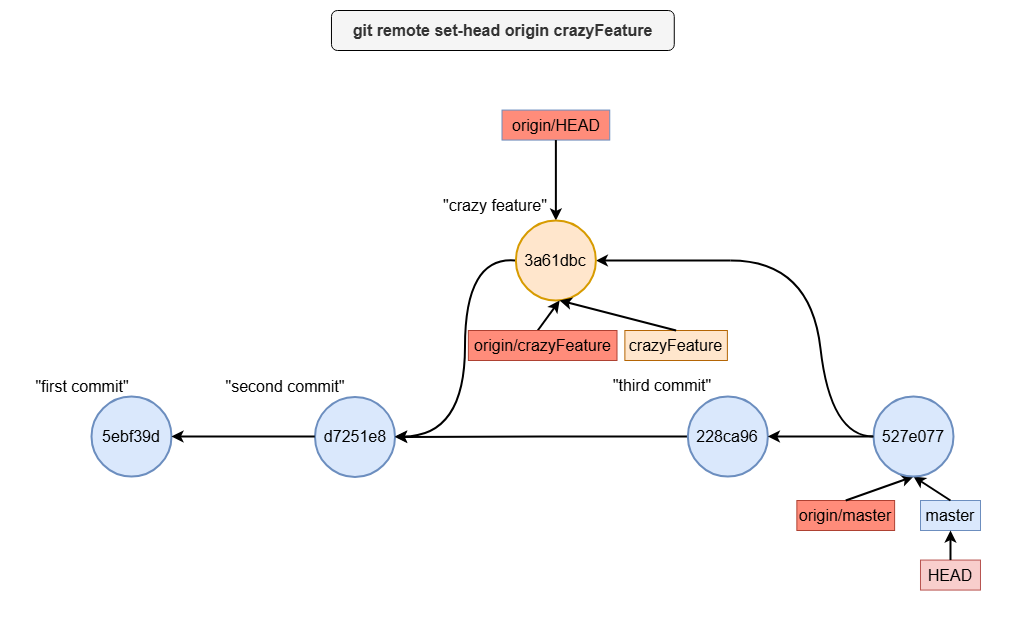 git remote set-head origin crazyFeature
origin/HEAD
"crazy feature"
3a61dbc
origin/crazyFeature
crazyFeature
"first commit"
"second commit"
"third commit"
5ebf39d
d7251e8
228ca96
527e077
origin/master
master
HEAD